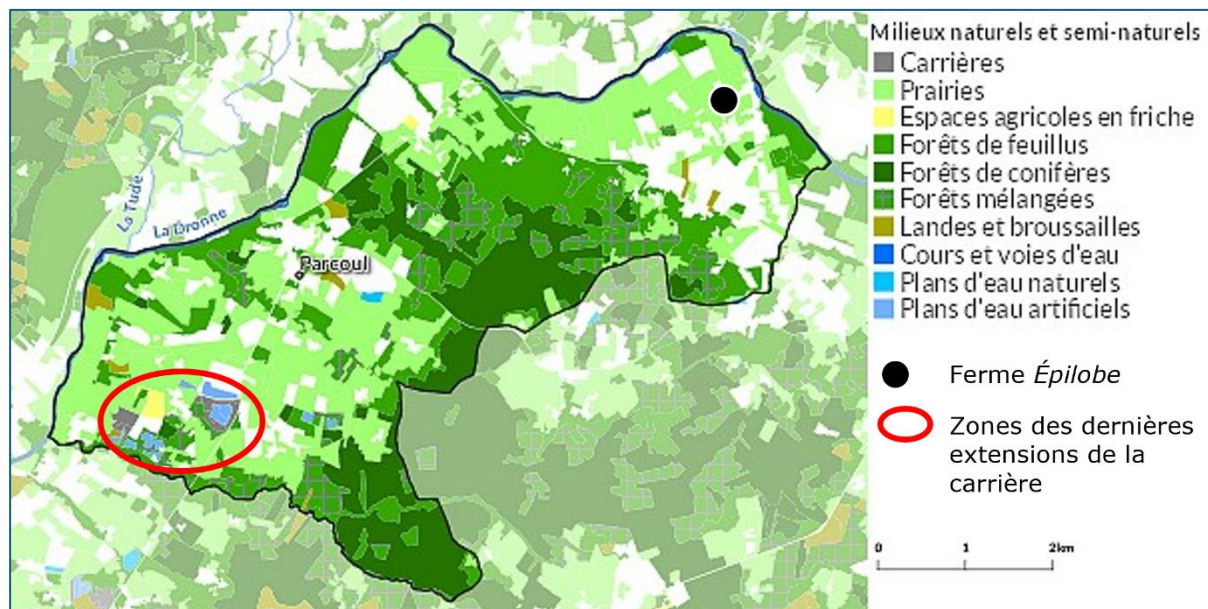 Milieux naturels et semi-naturels
Carrières
Prairies
Espaces agricoles en friche
Forêts de feuillus
Forêts de conifères
Forêts mélangées
Landes et broussailles
Cours et voies d'eau
Plans d'eau naturels
Plans d'eau artificiels
La Tude
La Dronne
Parcoul
Ferme Épilobe
Zones des dernières
extensions de la
carrière
0 1 2km